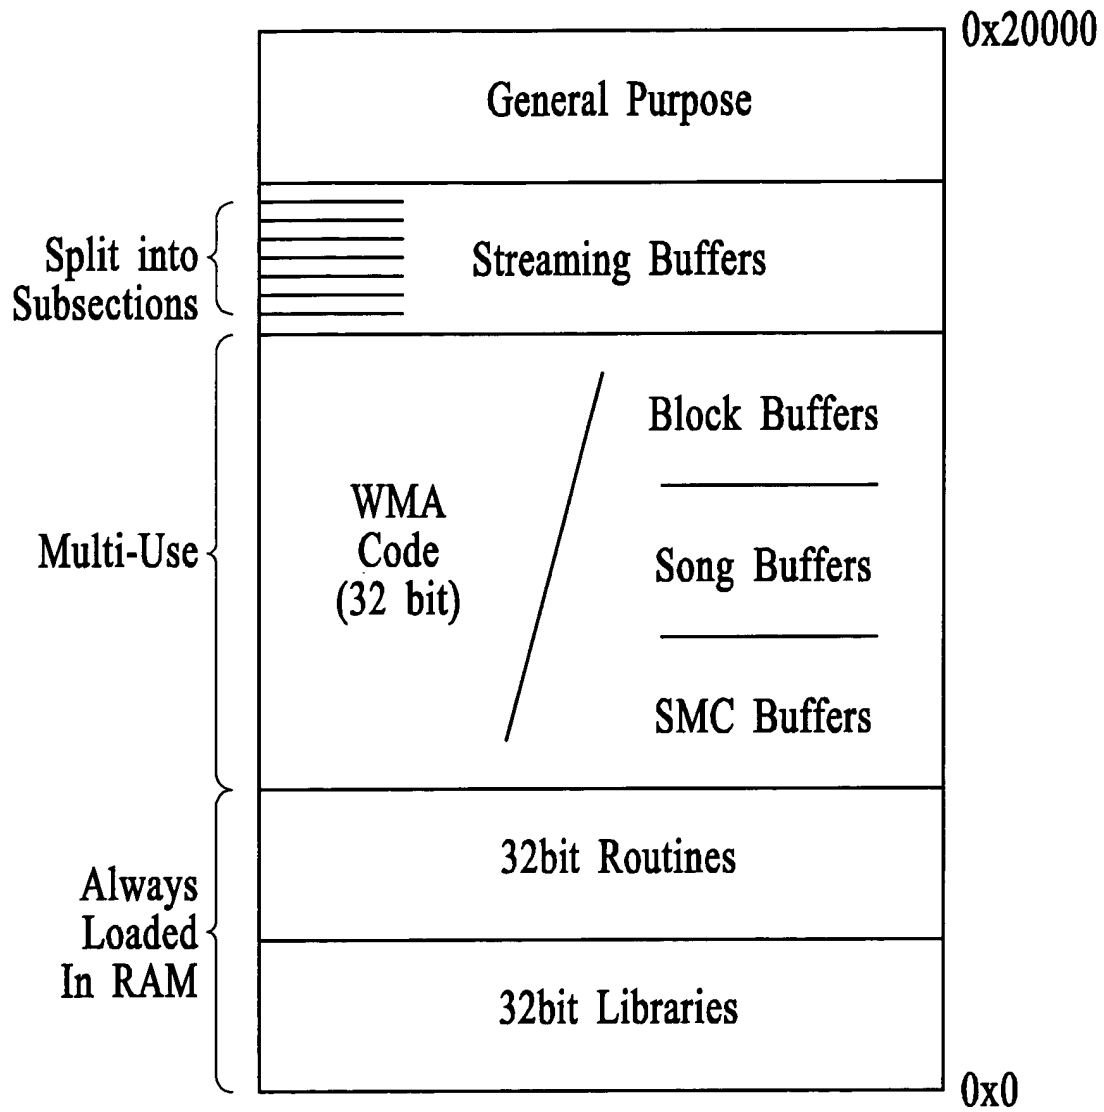 0x20000
General Purpose
Split into
Subsections
Streaming Buffers
Multi-Use
WMA
Code
(32 bit)
Block Buffers
Song Buffers
SMC Buffers
Always
Loaded
In RAM
32bit Routines
32bit Libraries
0x0